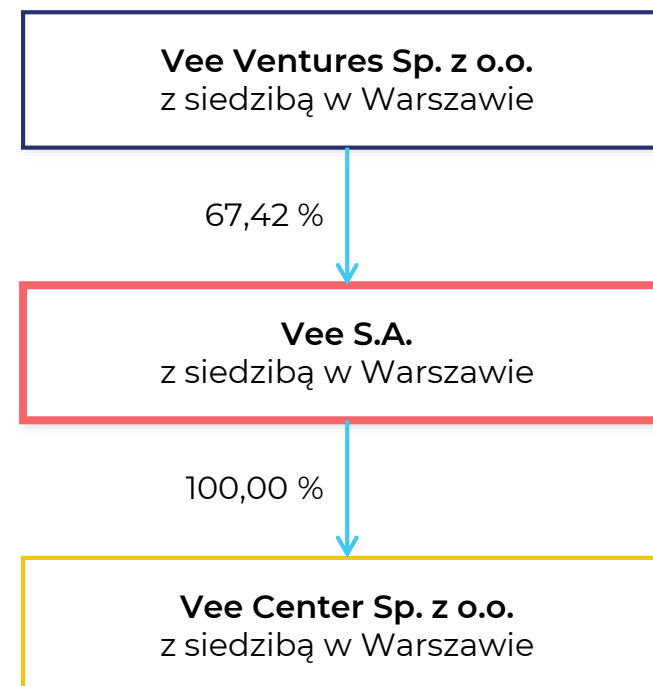 Vee Ventures Sp. z o.o.
z siedzibą w Warszawie
67,42 %
Vee S.A.
z siedzibą w Warszawie
100,00 %
Vee Center Sp. z o.o.
z siedzibą w Warszawie